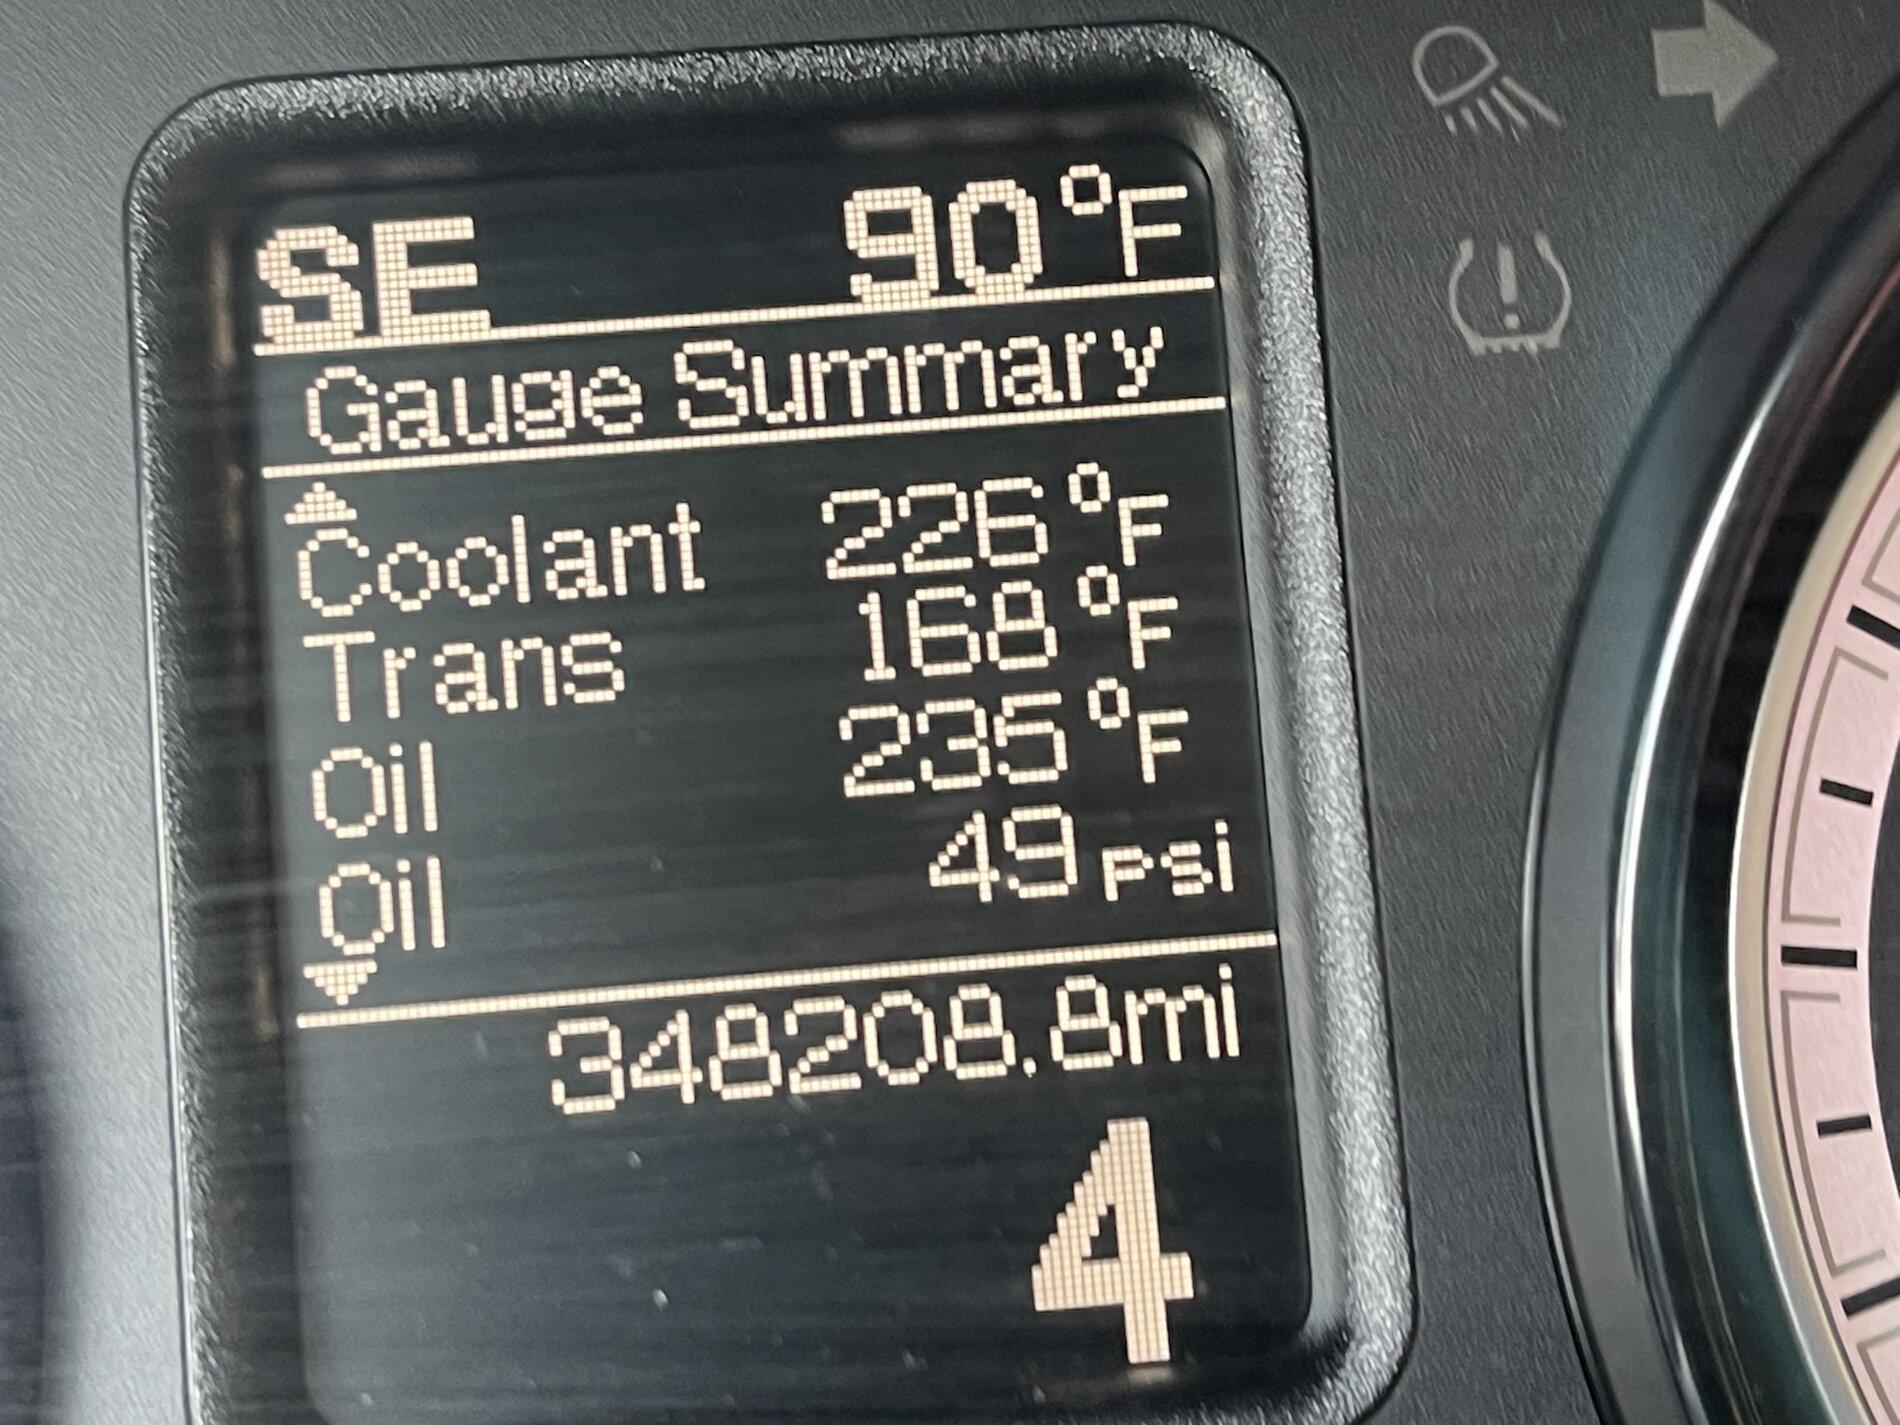 SE 90°F
Gauge Summary
Coolant 226°F
Trans 168°F
Oil 235°F
Oil 49 psi
348208.8mi
4